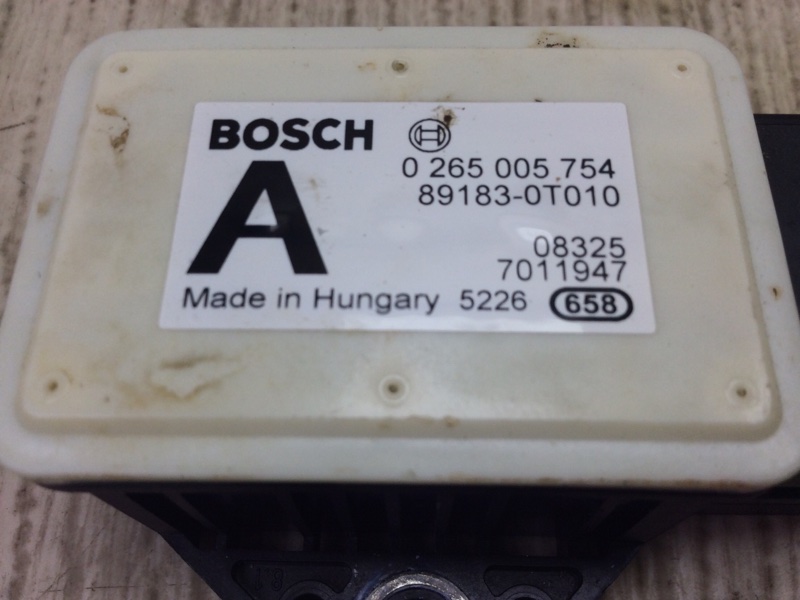 BOSCH
A
0 265 005 754
89183-0T010
08325
7011947
Made in Hungary 5226 658